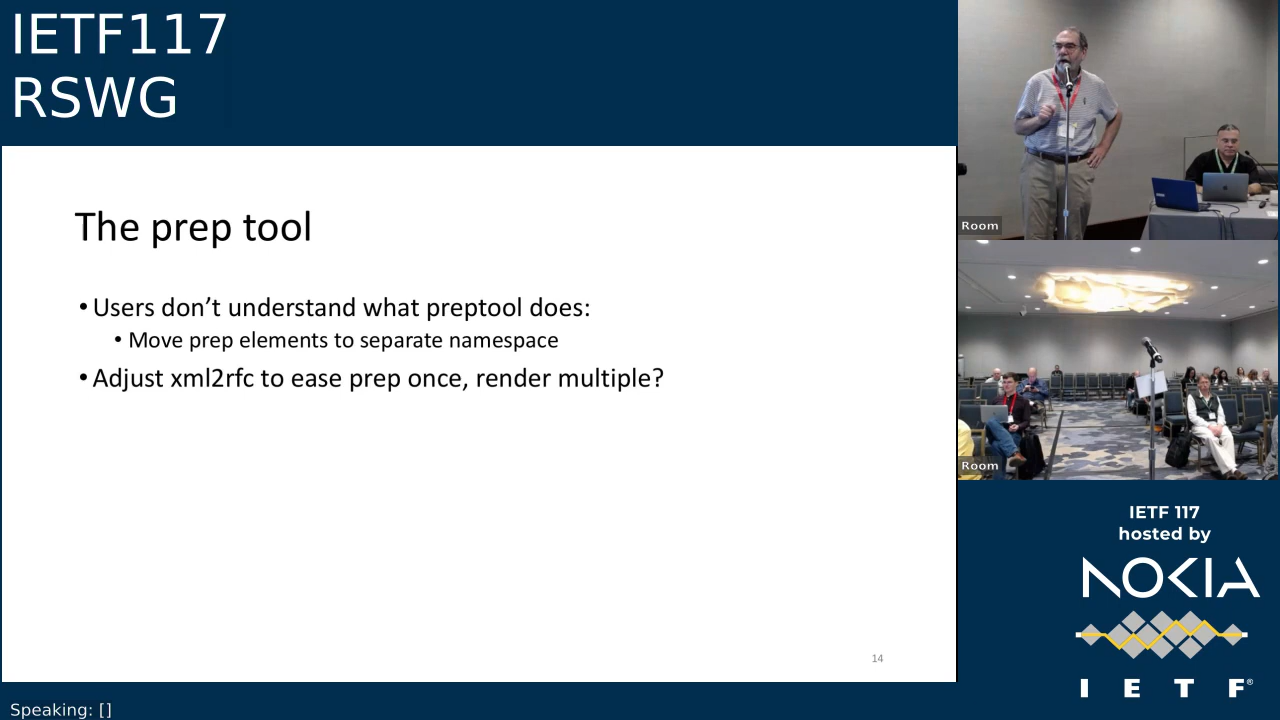 IETF117
RSWG
The prep tool
• Users don’t understand what preptool does:
• Move prep elements to separate namespace
• Adjust xml2rfc to ease prep once, render multiple?
14
Speaking: []
Room
Room
IETF 117
hosted by
NOKIA
I E T F®